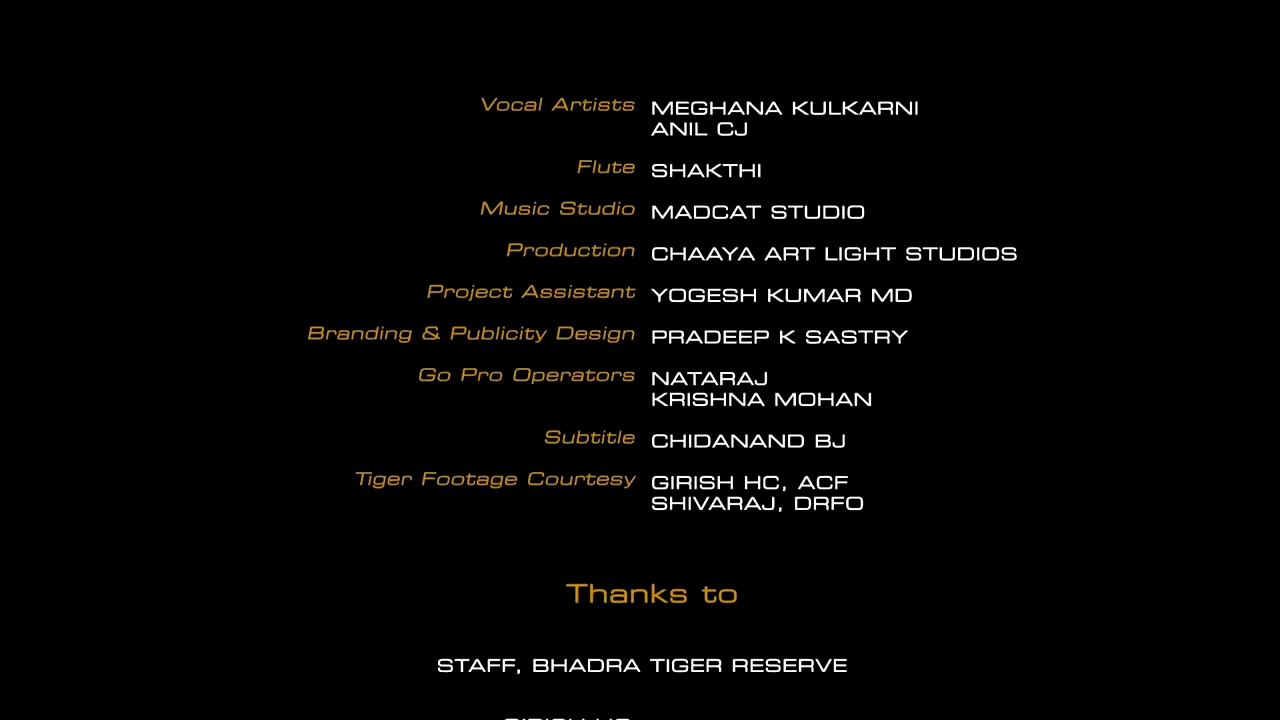 Vocal Artists MEGHANA KULKARNI
ANIL CJ
Flute SHAKTHI
Music Studio MADCAT STUDIO
Production CHAAYA ART LIGHT STUDIOS
Project Assistant YOGESH KUMAR MD
Branding & Publicity Design PRADEEP K SASTRY
Go Pro Operators NATARAJ
KRISHNA MOHAN
Subtitle CHIDANAND BJ
Tiger Footage Courtesy GIRISH HC, ACF
SHIVARAJ, DRFO
Thanks to
STAFF, BHADRA TIGER RESERVE